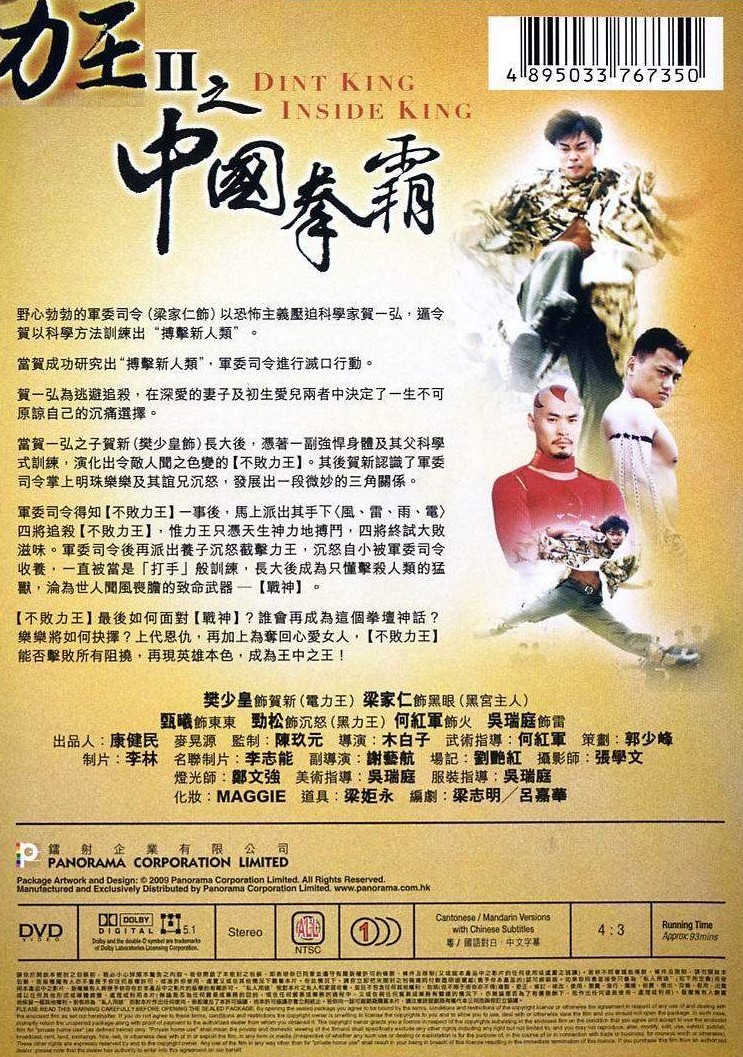 力王II之
DINT KING
INSIDE KING
中國拳霸
4 895033 767350
野心勃勃的軍委司令(梁家仁飾)以恐怖主義壓迫科學家賀一弘，逼令
賀以科學方法訓練出“搏擊新人類”。
當賀成功研究出“搏擊新人類”，軍委司令進行滅口行動。
賀一弘為逃避追殺，在深愛的妻子及初生愛兒兩者中決定了一生不可
原諒自己的沉痛選擇。
當賀一弘之子賀新(樊少皇飾)長大後，憑著一副強悍身體及其父科學
式訓練，演化出令敵人聞之色變的【不敗力王】。其後賀新認識了軍委
司令掌上明珠樂樂及其誼兄沉怒，發展出一段微妙的三角關係。
軍委司令得知【不敗力王】一事後，馬上派出其手下〈風、雷、雨、電〉
四將追殺【不敗力王】，惟力王只憑天生神力地搏鬥，四將終試大敗
滋味。軍委司令後再派出養子沉怒截擊力王，沉怒自小被軍委司令
收養，一直被當是「打手」般訓練，長大後成為只懂擊殺人類的猛
獸，淪為世人聞風喪膽的致命武器—【戰神】。
【不敗力王】最後如何面對【戰神】？誰會再成為這個拳壇神話？
樂樂將如何抉擇？上代恩仇，再加上為奪回心愛女人，【不敗力王】
能否擊敗所有阻撓，再現英雄本色，成為王中之王！
樊少皇飾賀新(電力王) 梁家仁飾黑眼(黑宮主人)
甄曦飾東東 勁松飾沉怒(黑力王) 何紅軍飾火 吳瑞庭飾雷
出品人：康健民 麥晃源 監制：陳玖元 導演：木白子 武術指導：何紅軍 策劃：郭少峰
制片：李林 名聯制片：李志能 副導演：謝藝航 場記：劉艷紅 攝影師：張學文
燈光師：鄭文強 美術指導：吳瑞庭 服裝指導：吳瑞庭
化妝：MAGGIE 道具：梁姖永 編劇：梁志明／呂嘉華
鐳射企業有限公司
PANORAMA CORPORATION LIMITED
Package Artwork and Design: © 2009 Panorama Corporation Limited. All Rights Reserved.
Manufactured and Exclusively Distributed by Panorama Corporation Limited. www.panorama.com.hk
DVD VIDEO
DOLBY DIGITAL 5.1
Dolby and the double-D symbol are trademarks
of Dolby Laboratories Licensing Corporation.
Stereo
ALL
NTSC
1
Cantonese / Mandarin Versions
with Chinese Subtitles
粵 / 國語對白 · 中文字幕
4 : 3
Running Time
Approx 93mins